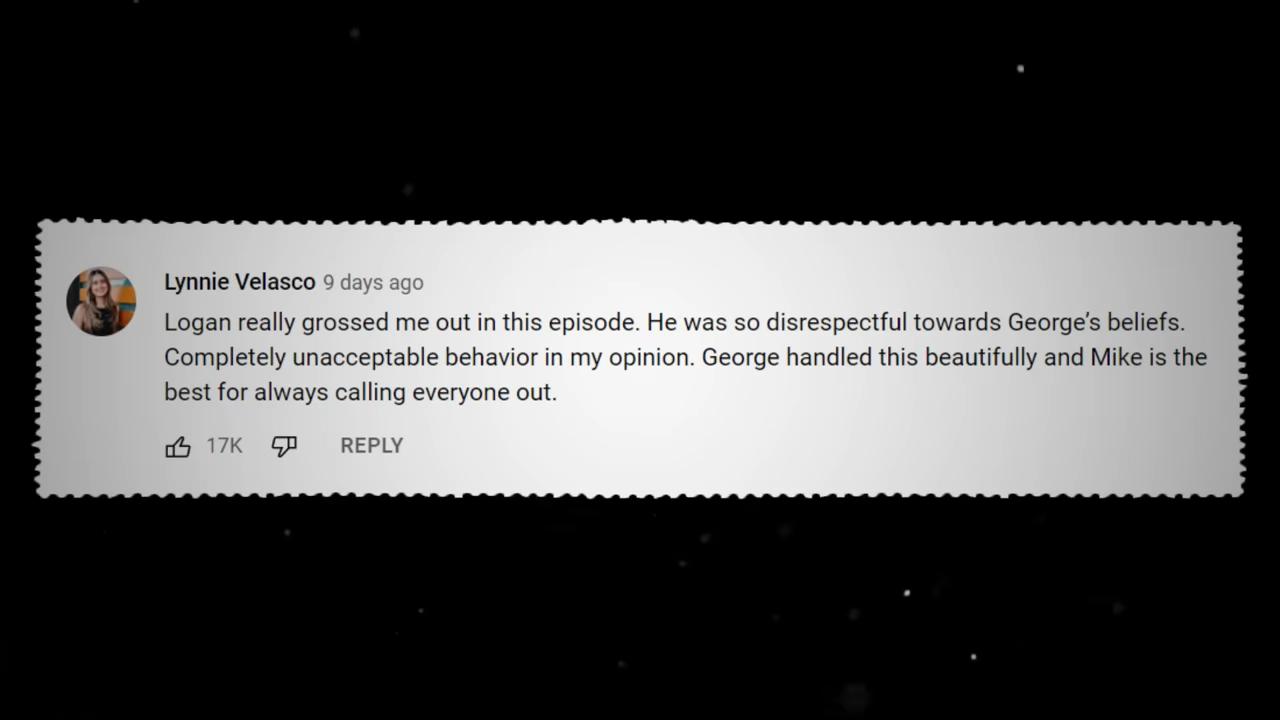 Lynnie Velasco 9 days ago
Logan really grossed me out in this episode. He was so disrespectful towards George’s beliefs.
Completely unacceptable behavior in my opinion. George handled this beautifully and Mike is the
best for always calling everyone out.
17K REPLY